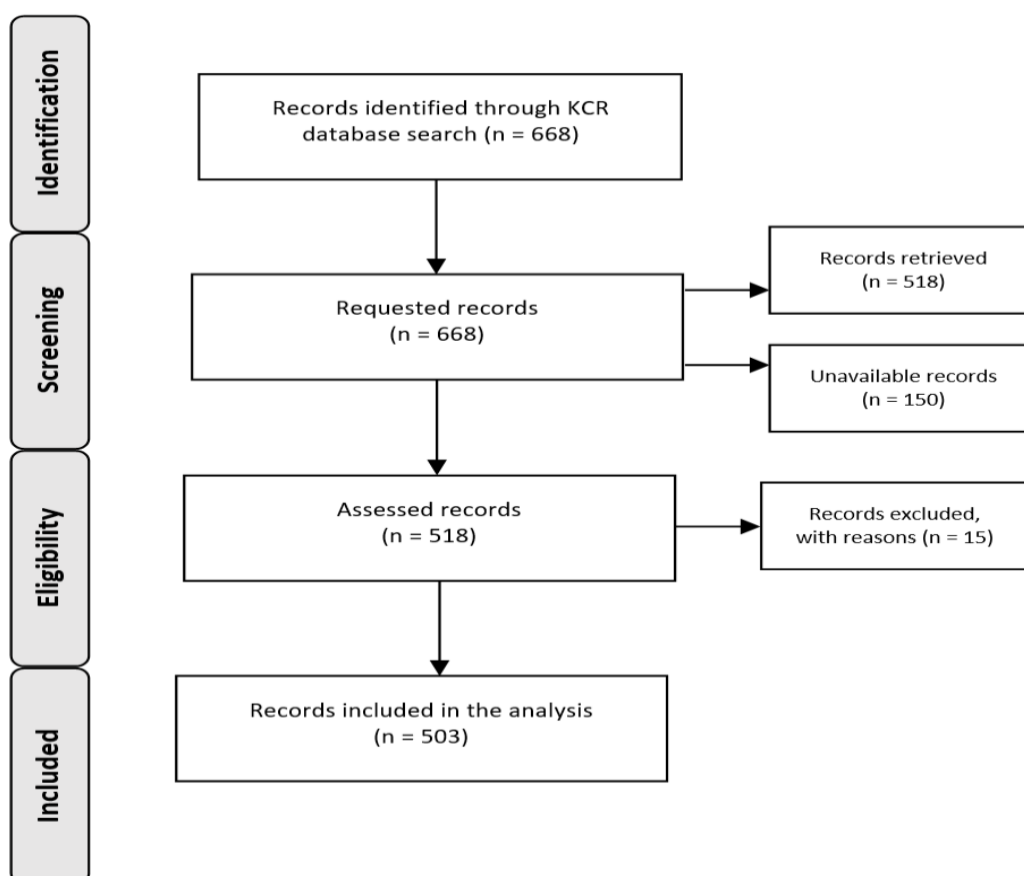 Identification
Records identified through KCR
database search (n = 668)
Screening
Requested records
(n = 668)
Records retrieved
(n = 518)
Unavailable records
(n = 150)
Eligibility
Assessed records
(n = 518)
Records excluded,
with reasons (n = 15)
Included
Records included in the analysis
(n = 503)